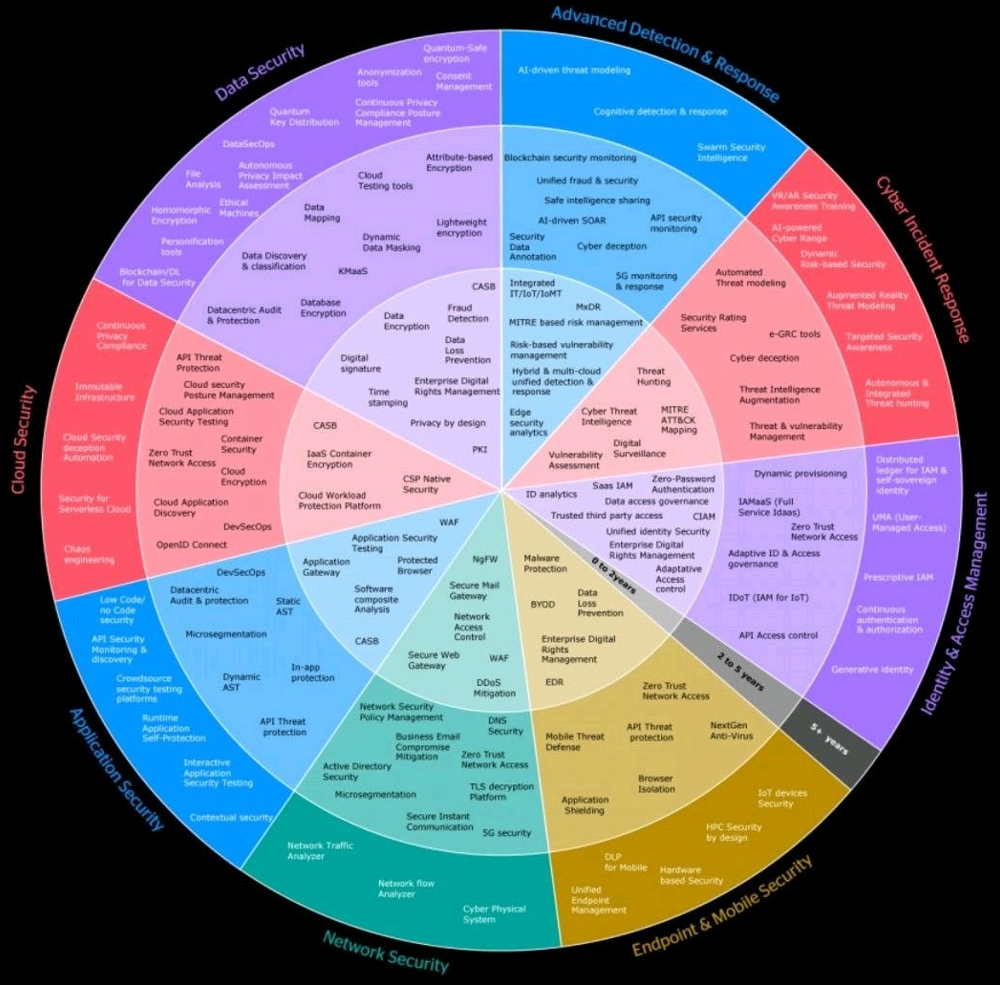 Advanced Detection & Response
AI-driven threat modeling
Cognitive detection & response
Swarm Security
Intelligence
Blockchain security monitoring
Unified fraud & security
Safe intelligence sharing
AI-driven SOAR
API security
monitoring
Security
Data
Annotation
Cyber deception
5G monitoring
& response
Integrated
IT/IoT/IoMT
MxDR
MITRE based risk management
Risk-based vulnerability
management
Hybrid & multi-cloud
unified detection &
response
Edge
security
analytics
Cyber Incident Response
VR/AR Security
Awareness Training
AI-powered
Cyber Range
Dynamic
Risk-based Security
Augmented Reality
Threat Modeling
Targeted Security
Awareness
Autonomous &
Integrated
Threat hunting
Automated
Threat modeling
Security Rating
Services
e-GRC tools
Cyber deception
Threat Intelligence
Augmentation
Threat & vulnerability
Management
Threat
Hunting
Cyber Threat
Intelligence
MITRE
ATT&CK
Mapping
Digital
Surveillance
Vulnerability
Assessment
Identity & Access Management
Distributed
ledger for IAM &
self-sovereign
identity
UMA (User-
Managed Access)
Prescriptive IAM
Continuous
authentication
& authorization
Generative identity
Dynamic provisioning
IAMaaS (Full
Service Idaas)
Zero Trust
Network Access
Adaptive ID & Access
governance
IDoT (IAM for IoT)
API Access control
Saas IAM
Zero-Password
Authentication
ID analytics
Data access governance
Trusted third party access
CIAM
Unified identity Security
Enterprise Digital
Rights Management
Adaptative
Access
control
0 to 2years
2 to 5 years
5+ years
Endpoint & Mobile Security
Malware
Protection
BYOD
Data
Loss
Prevention
Enterprise Digital
Rights
Management
EDR
Zero Trust
Network Access
Mobile Threat
Defense
API Threat
protection
NextGen
Anti-Virus
Browser
Isolation
Application
Shielding
IoT devices
Security
HPC Security
by design
DLP
for Mobile
Hardware
based Security
Unified
Endpoint
Management
Network Security
NgFW
Secure Mail
Gateway
Network
Access
Control
Secure Web
Gateway
WAF
DDoS
Mitigation
Network Security
Policy Management
DNS
Security
Business Email
Compromise
Mitigation
Zero Trust
Network Access
Active Directory
Security
Microsegmentation
TLS decryption
Platform
Secure Instant
Communication
5G security
Network Traffic
Analyzer
Network flow
Analyzer
Cyber Physical
System
Application Security
WAF
Application Security
Testing
Application
Gateway
Protected
Browser
Software
composite
Analysis
CASB
DevSecOps
Datacentric
Audit & protection
Static
AST
Microsegmentation
In-app
protection
Dynamic
AST
API Threat
protection
Low Code/
no Code
security
API Security
Monitoring &
discovery
Crowdsource
security testing
platforms
Runtime
Application
Self-Protection
Interactive
Application
Security Testing
Contextual security
Cloud Security
Continuous
Privacy
Compliance
Immutable
Infrastructure
Cloud Security
deception
Automation
Security for
Serverless Cloud
Chaos
engineering
API Threat
Protection
Cloud security
Posture Management
Cloud Application
Security Testing
Container
Security
Zero Trust
Network Access
Cloud
Encryption
Cloud Application
Discovery
DevSecOps
OpenID Connect
CASB
IaaS Container
Encryption
CSP Native
Security
Cloud Workload
Protection Platform
Data Security
Quantum-Safe
encryption
Anonymization
tools
Consent
Management
Quantum
Key Distribution
Continuous Privacy
Compliance Posture
Management
DataSecOps
File
Analysis
Autonomous
Privacy Impact
Assessment
Homomorphic
Encryption
Ethical
Machines
Personification
tools
Blockchain/DL
for Data Security
Attribute-based
Encryption
Cloud
Testing tools
Data
Mapping
Lightweight
encryption
Dynamic
Data Masking
Data Discovery
& classification
KMaaS
Datacentric Audit
& Protection
Database
Encryption
CASB
Data
Encryption
Fraud
Detection
Data
Loss
Prevention
Digital
signature
Time
stamping
Enterprise Digital
Rights Management
Privacy by design
PKI